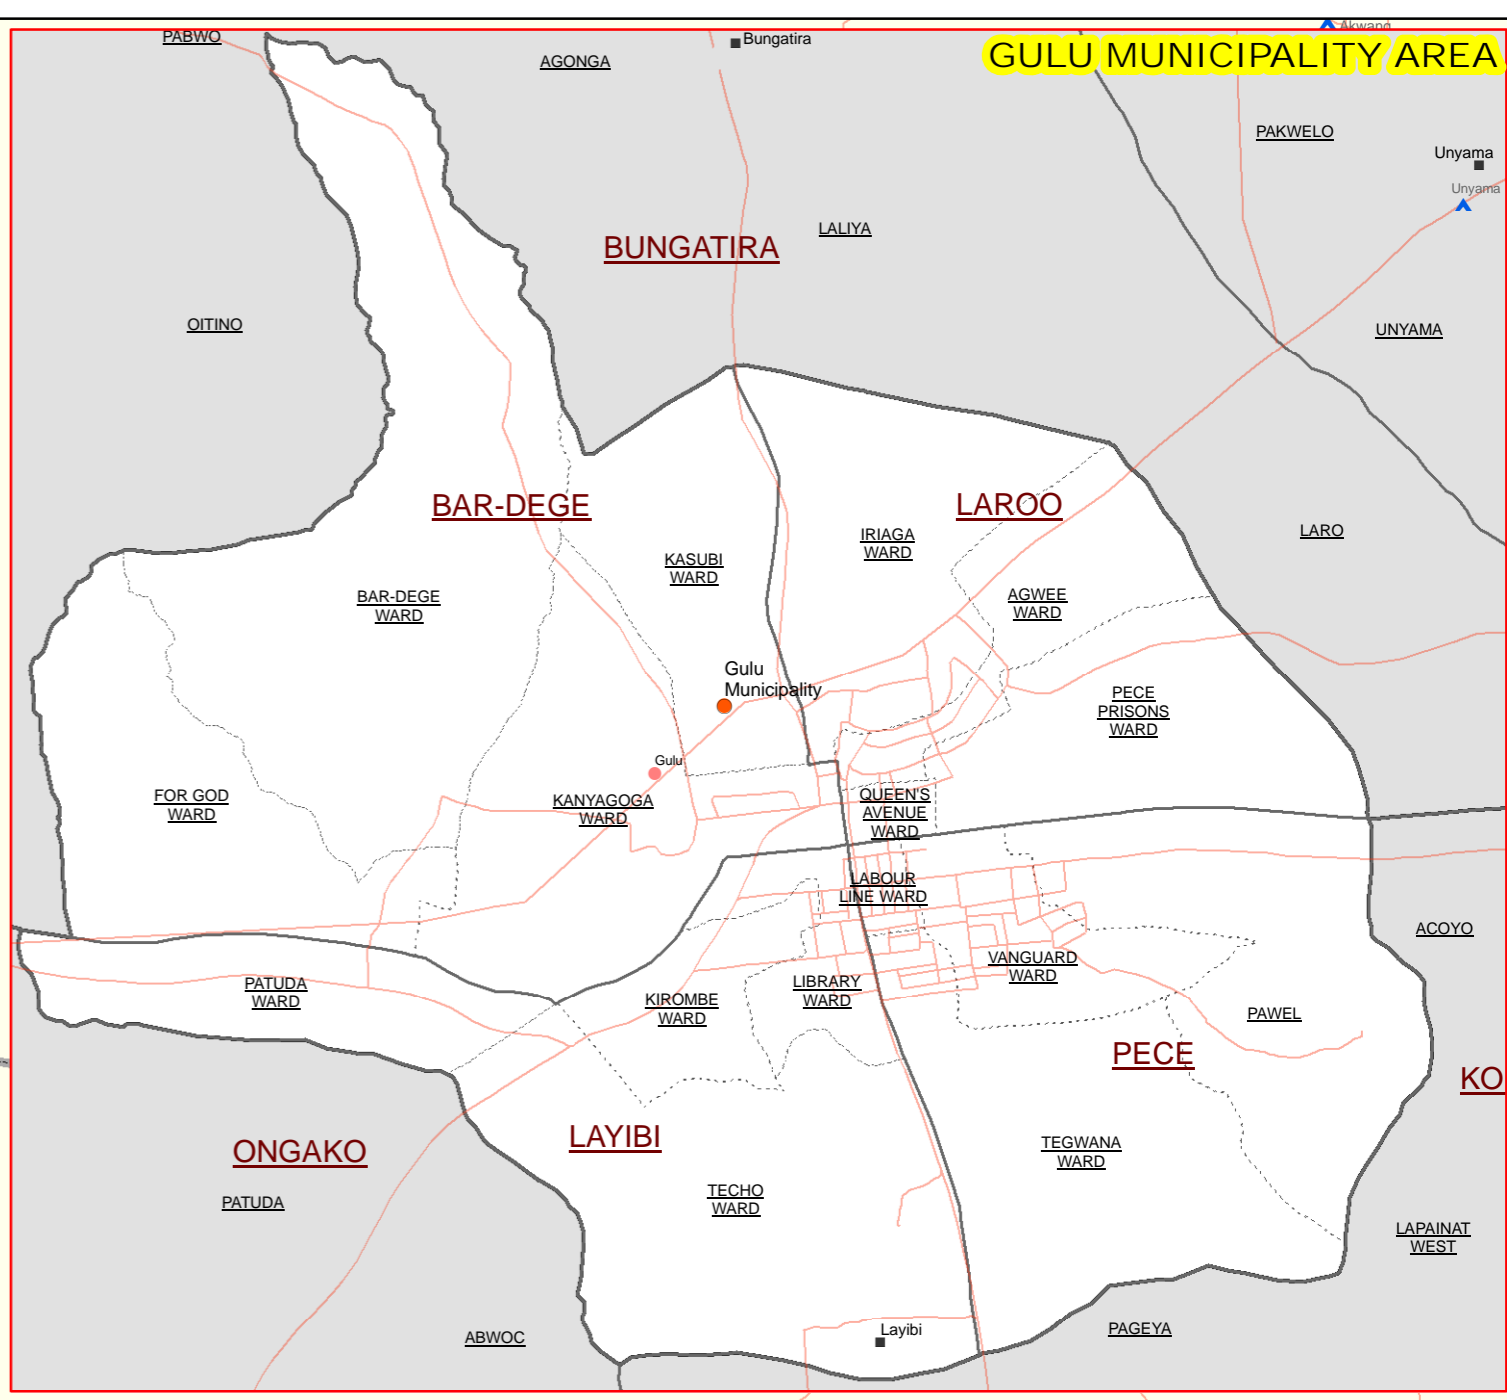 Akwang
PABWO
Bungatira
GULU MUNICIPALITY AREA
AGONGA
PAKWELO
Unyama
Unyama
LALIYA
BUNGATIRA
OITINO
UNYAMA
BAR-DEGE
LAROO
LARO
IRIAGA
WARD
KASUBI
WARD
BAR-DEGE
WARD
AGWEE
WARD
Gulu
Municipality
PECE
PRISONS
WARD
Gulu
FOR GOD
WARD
KANYAGOGA
WARD
QUEEN'S
AVENUE
WARD
LABOUR
LINE WARD
ACOYO
VANGUARD
WARD
PATUDA
WARD
LIBRARY
WARD
KIROMBE
WARD
PAWEL
PECE
KO
LAYIBI
ONGAKO
TEGWANA
WARD
TECHO
WARD
PATUDA
LAPAINAT
WEST
Layibi
PAGEYA
ABWOC